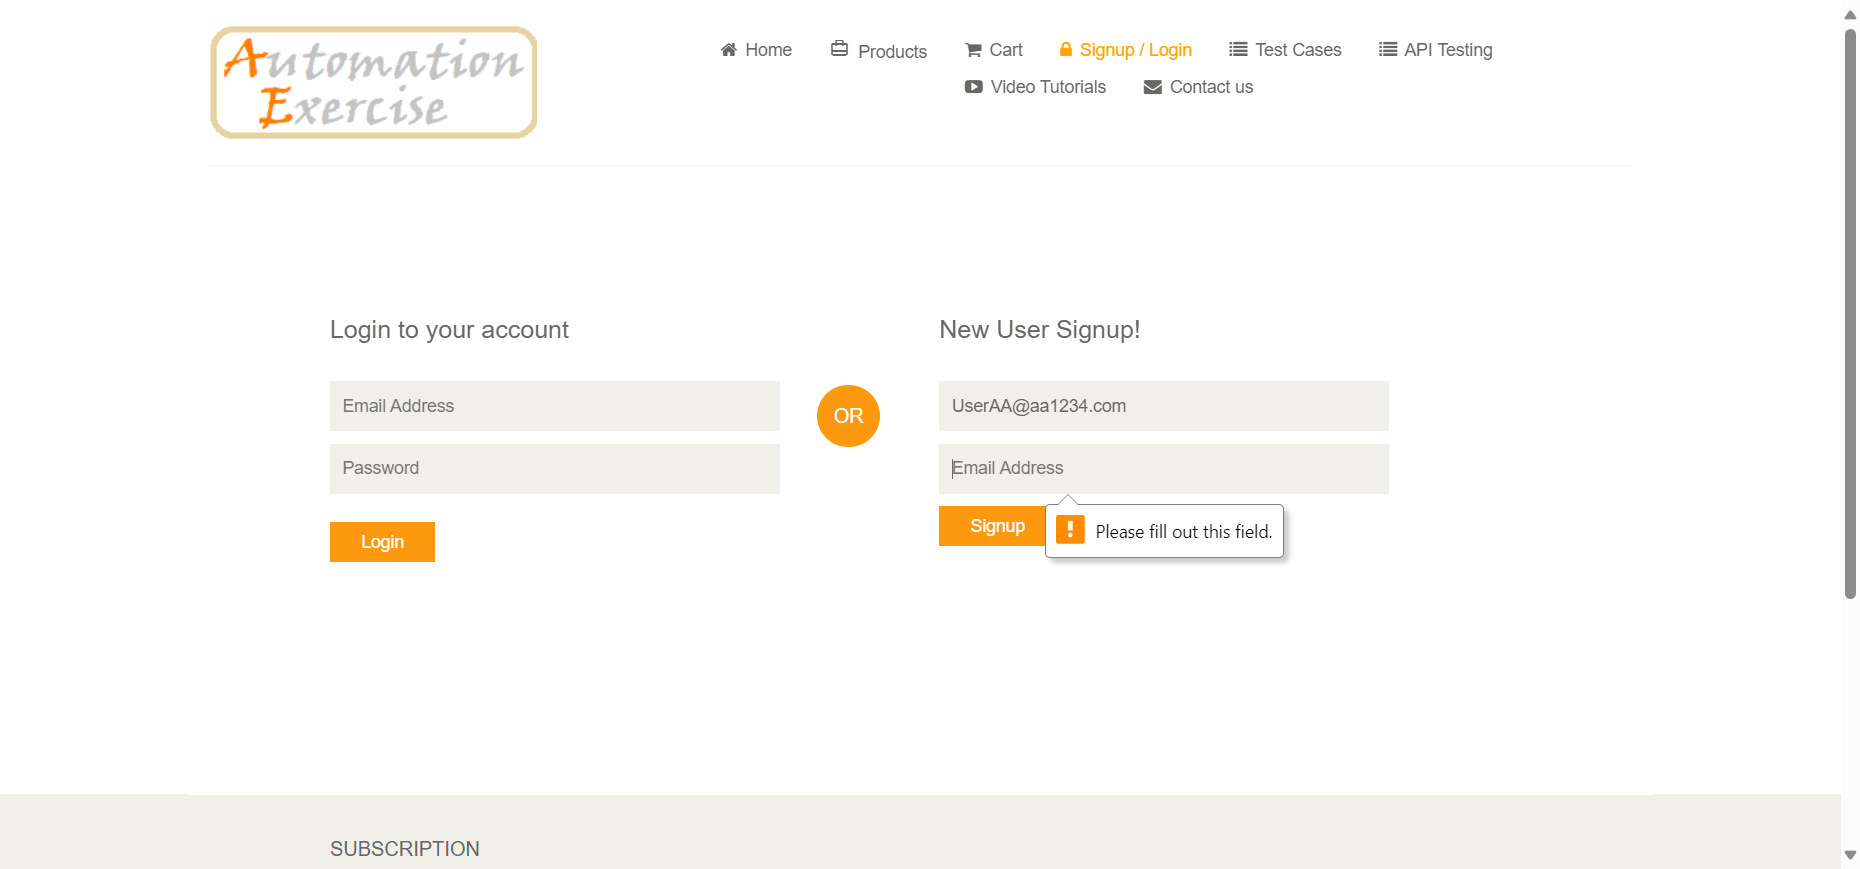 Automation
Exercise
Home
Products
Cart
Signup / Login
Test Cases
API Testing
Video Tutorials
Contact us
Login to your account
Email Address
Password
Login
OR
New User Signup!
UserAA@aa1234.com
Email Address
Signup
Please fill out this field.
SUBSCRIPTION